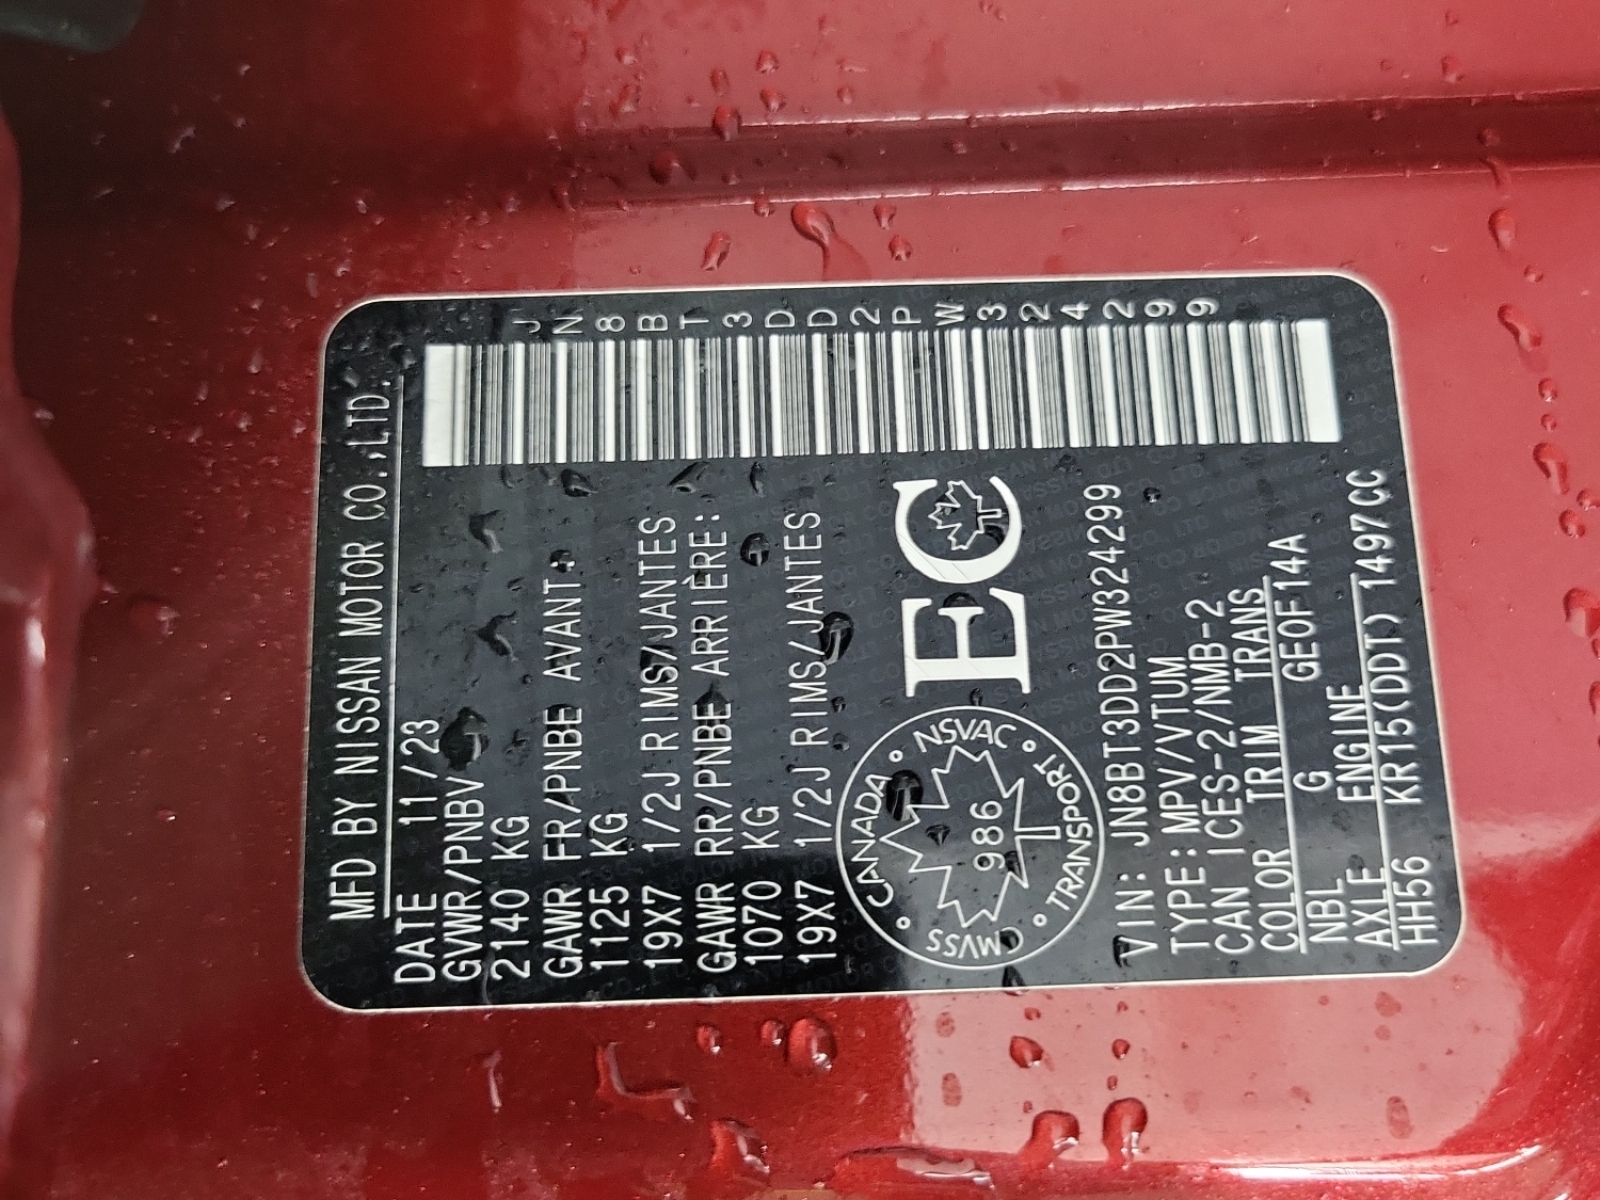 MFD BY NISSAN MOTOR CO.,LTD.
DATE 11/23
GVWR/PNBV
2140 KG
GAWR FR/PNBE AVANT:
1125 KG
19X7 1/2J RIMS/JANTES
GAWR RR/PNBE ARRIÈRE:
1070 KG
19X7 1/2J RIMS/JANTES
CANADA • NSVAC • TRANSPORT • CMVSS •
986
EC
VIN: JN8BT3DD2PW324299
TYPE: MPV/VTUM
CAN ICES-2/NMB-2
COLOR TRIM TRANS
NBL G GE0F14A
AXLE ENGINE
HH56 KR15(DDT) 1497CC
JN8BT3DD2PW324299